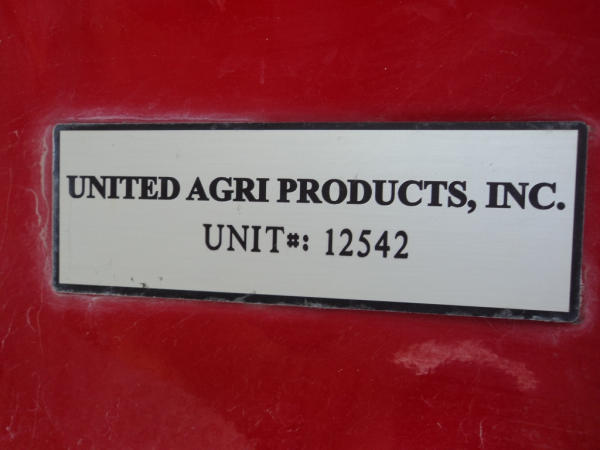 UNITED AGRI PRODUCTS, INC.
UNIT#: 12542